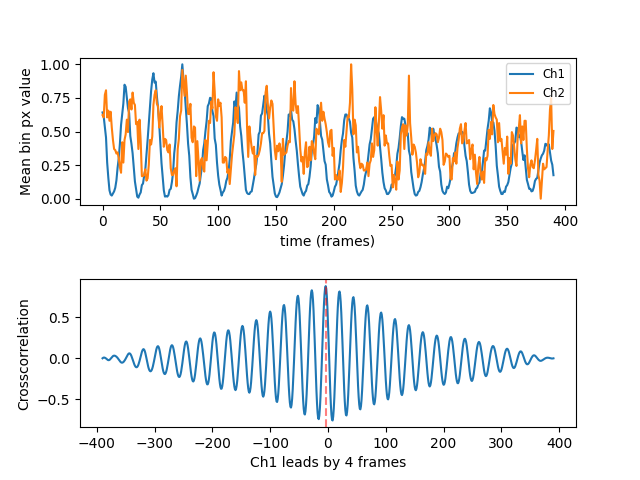 1.00
0.75
0.50
0.25
0.00
Mean bin px value
Ch1
Ch2
0 50 100 150 200 250 300 350 400
time (frames)
0.5
0.0
−0.5
Crosscorrelation
−400 −300 −200 −100 0 100 200 300 400
Ch1 leads by 4 frames